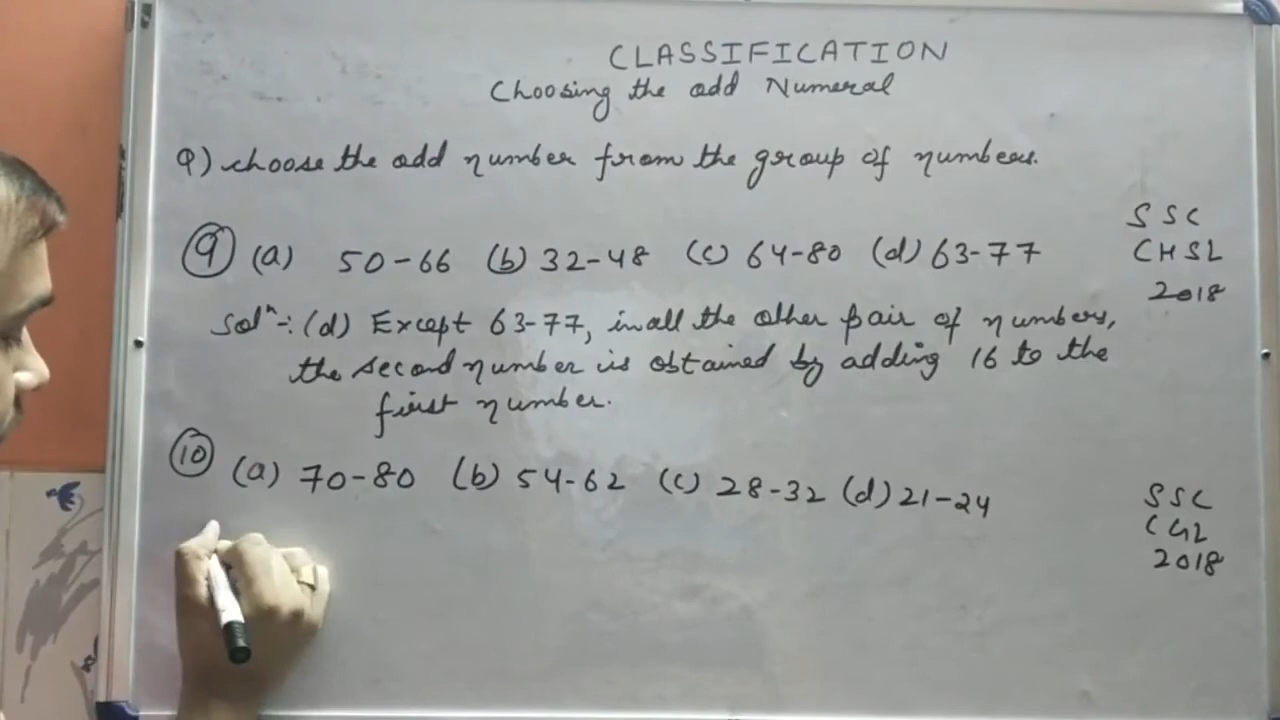 CLASSIFICATION
Choosing the odd Numeral
Q) choose the odd number from the group of numbers.
9 (a) 50-66 (b) 32-48 (c) 64-80 (d) 63-77
SSC
CHSL
2018
Solⁿ-: (d) Except 63-77, in all the other pair of numbers,
the second number is obtained by adding 16 to the
first number.
10 (a) 70-80 (b) 54-62 (c) 28-32 (d) 21-24
SSC
CGL
2018